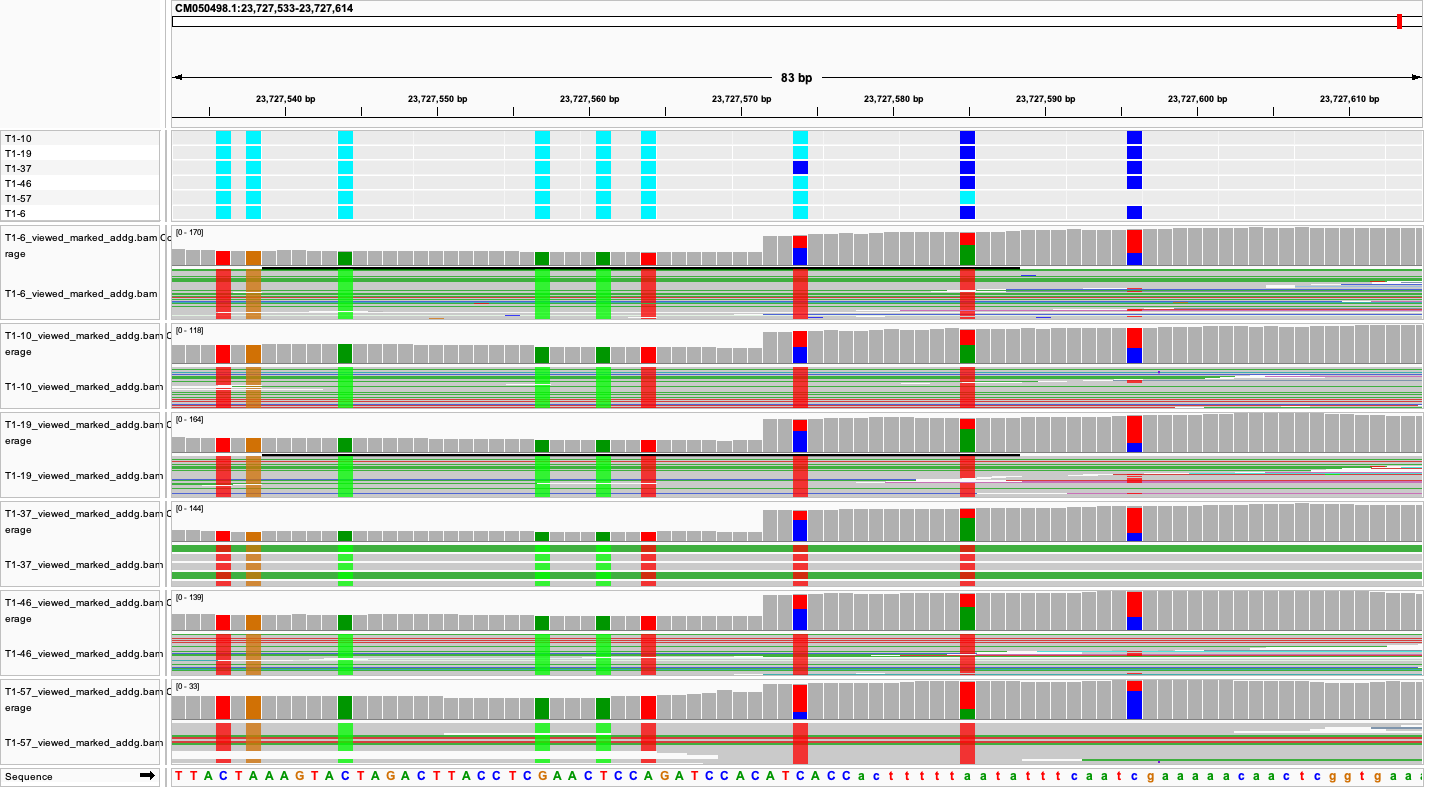 CM050498.1:23,727,533-23,727,614
83 bp
23,727,540 bp 23,727,550 bp 23,727,560 bp 23,727,570 bp 23,727,580 bp 23,727,590 bp 23,727,600 bp 23,727,610 bp
T1-10
T1-19
T1-37
T1-46
T1-57
T1-6
T1-6_viewed_marked_addg.bam Co
rage
[0 - 170]
T1-6_viewed_marked_addg.bam
T1-10_viewed_marked_addg.bam C
erage
[0 - 118]
T1-10_viewed_marked_addg.bam
T1-19_viewed_marked_addg.bam C
erage
[0 - 164]
T1-19_viewed_marked_addg.bam
T1-37_viewed_marked_addg.bam C
erage
[0 - 144]
T1-37_viewed_marked_addg.bam
T1-46_viewed_marked_addg.bam C
erage
[0 - 139]
T1-46_viewed_marked_addg.bam
T1-57_viewed_marked_addg.bam C
erage
[0 - 33]
T1-57_viewed_marked_addg.bam
Sequence T T A C T A A A G T A C T A G A C T T A C C T C G A A C T C C A G A T C C A C A T C A C C a c t t t t t a a t a t t t c a a t c g a a a a a c a a c t c g g t g a a a